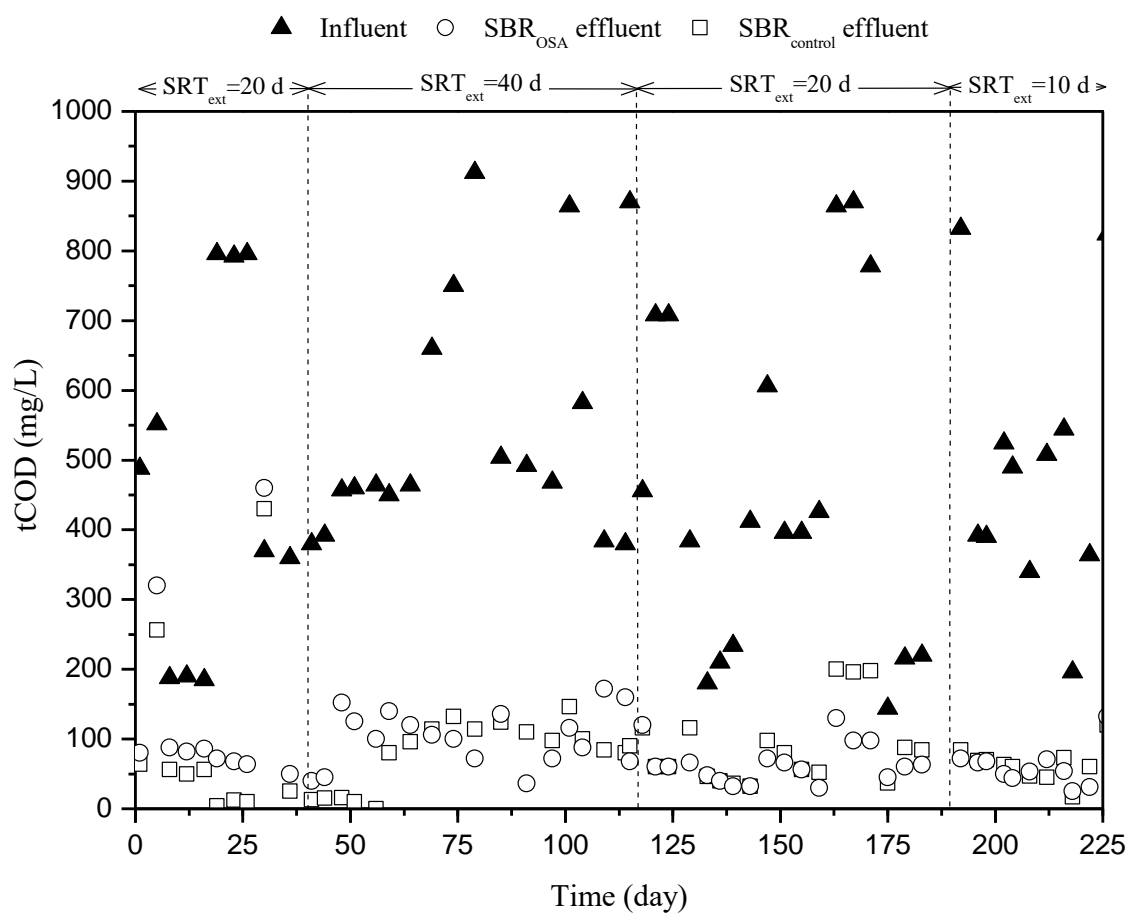 Influent SBR_OSA effluent SBR_control effluent
SRT_ext=20 d SRT_ext=40 d SRT_ext=20 d SRT_ext=10 d
1000
900
800
700
600
500
400
300
200
100
0
tCOD (mg/L)
0 25 50 75 100 125 150 175 200 225
Time (day)